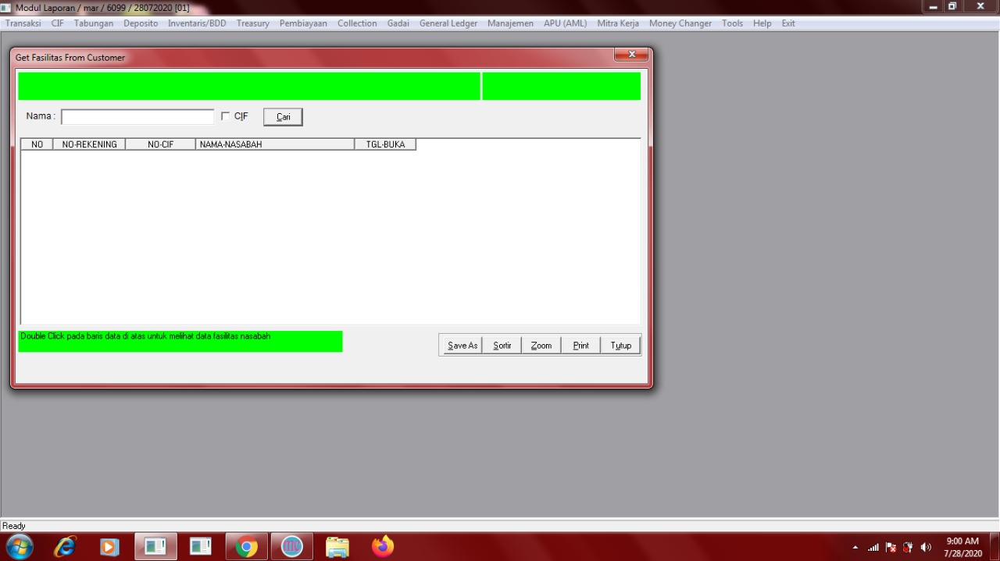 Modul Laporan / mar / 6099 / 28072020 [01]
Transaksi CIF Tabungan Deposito Inventaris/BDD Treasury Pembiayaan Collection Gadai General Ledger Manajemen APU (AML) Mitra Kerja Money Changer Tools Help Exit
Get Fasilitas From Customer
Nama : CIF Cari
NO NO-REKENING NO-CIF NAMA-NASABAH TGL-BUKA
Double Click pada baris data di atas untuk melihat data fasilitas nasabah
Save As Sortir Zoom Print Tutup
Ready
9:00 AM
7/28/2020